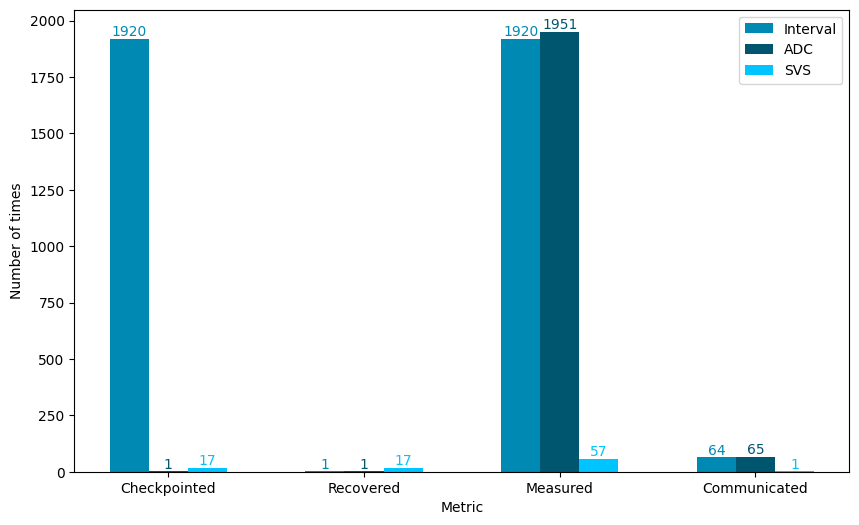 1920
1
17
1
1
17
1920
1951
57
64
65
1
Interval
ADC
SVS
2000
1750
1500
1250
1000
750
500
250
0
Number of times
Checkpointed
Recovered
Measured
Communicated
Metric